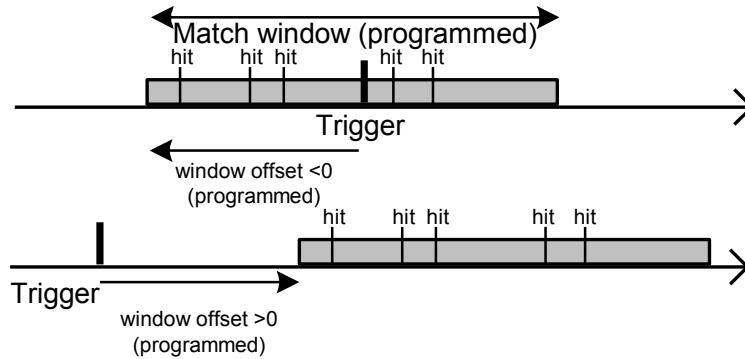 Match window (programmed)
hit hit hit hit hit
Trigger
window offset <0
(programmed)
hit hit hit hit hit
Trigger
window offset >0
(programmed)